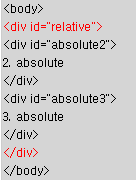 <body>
<div id="relative">
<div id="absolute2">
2. absolute
</div>
<div id="absolute3">
3. absolute
</div>
</div>
</body>